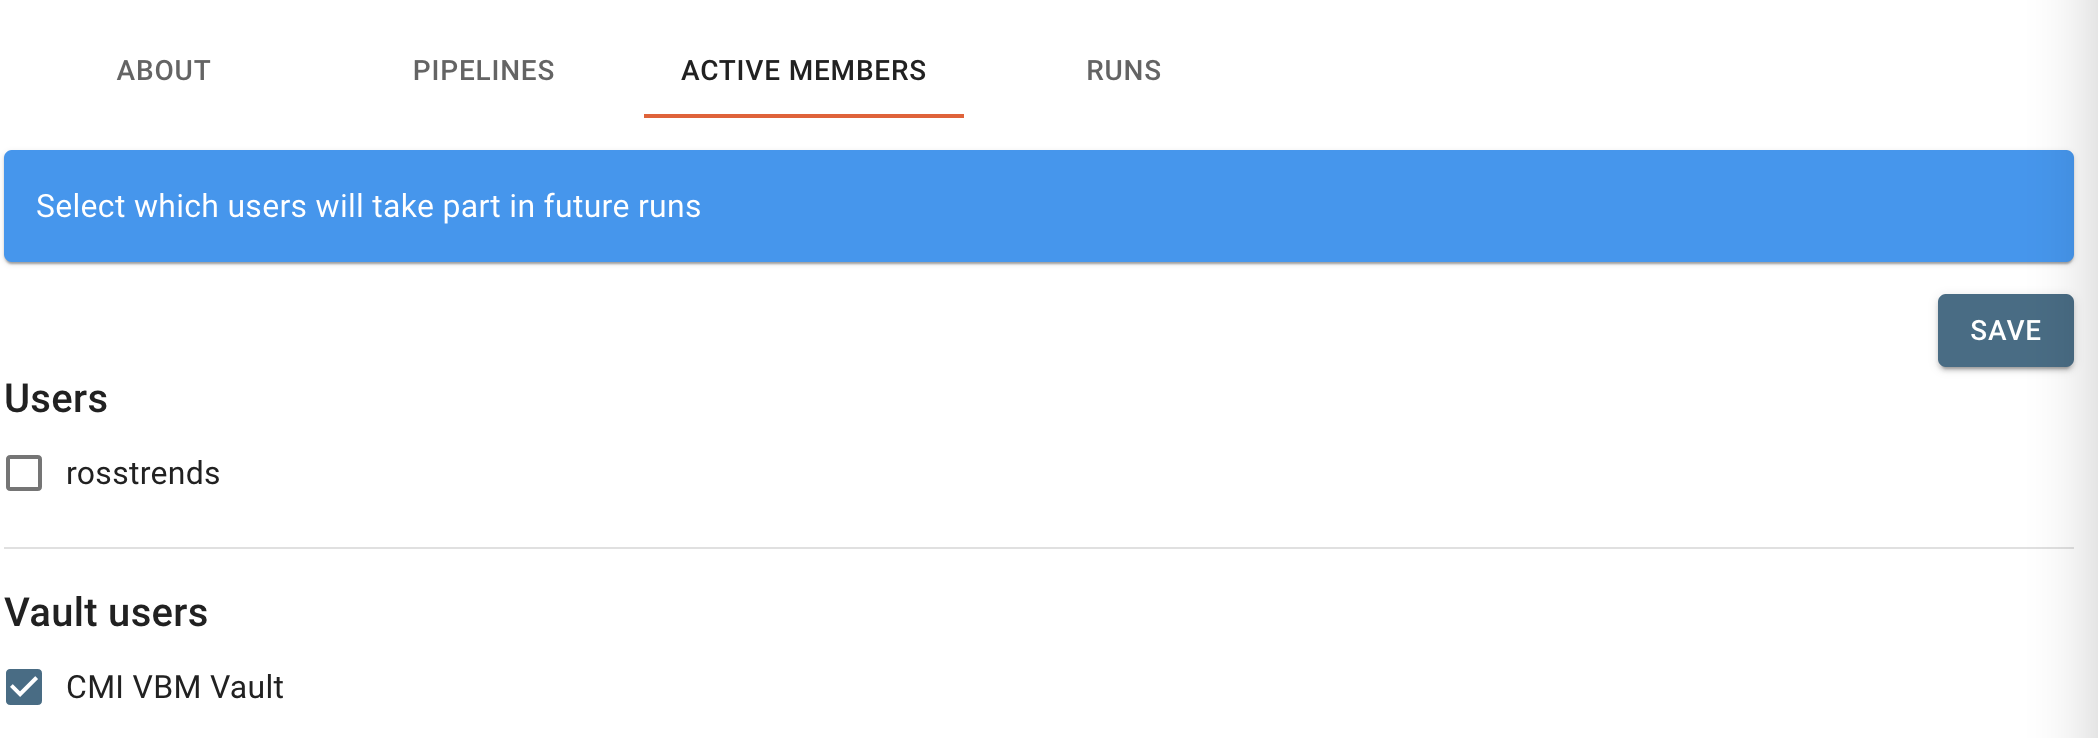 ABOUT PIPELINES ACTIVE MEMBERS RUNS
Select which users will take part in future runs
SAVE
Users
rosstrends
Vault users
CMI VBM Vault